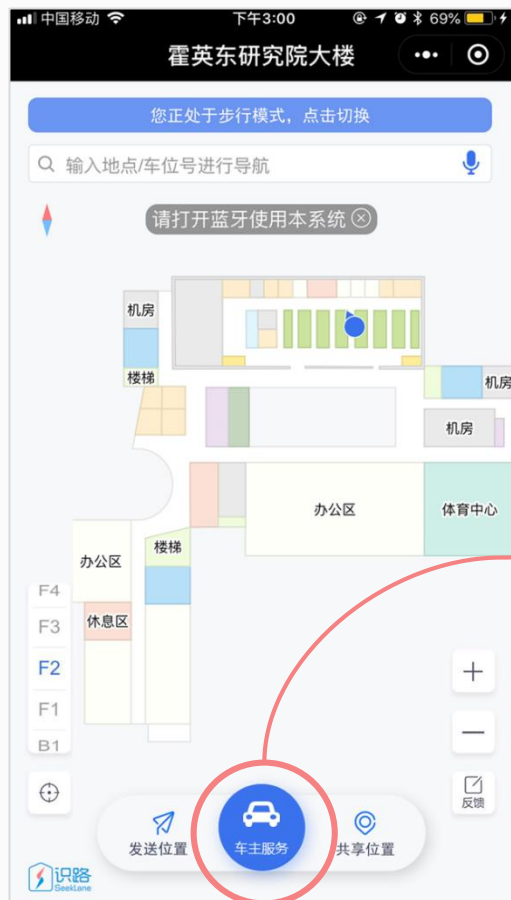 中国移动 下午3:00 69%
霍英东研究院大楼
您正处于步行模式，点击切换
输入地点/车位号进行导航
请打开蓝牙使用本系统
机房
楼梯
机房
机房
办公区
体育中心
楼梯
办公区
F4
F3
休息区
F2
F1
B1
反馈
发送位置
车主服务
共享位置
识路
SeekLane